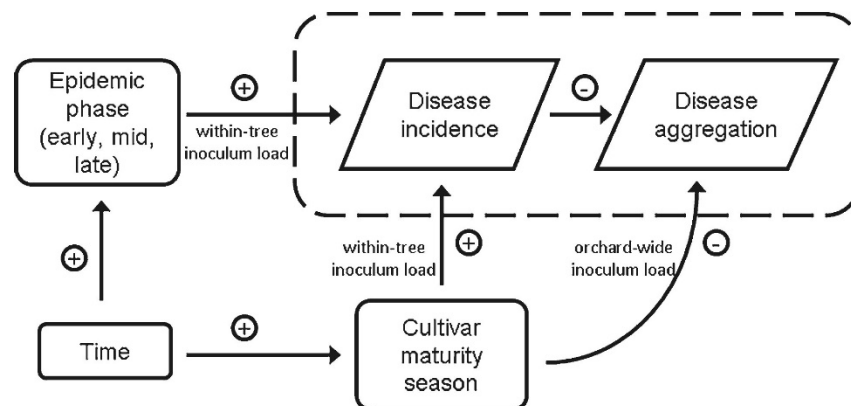 Epidemic
phase
(early, mid,
late)
+
within-tree
inoculum load
Disease
incidence
-
Disease
aggregation
+
within-tree
inoculum load
+
orchard-wide
inoculum load
-
Time
+
Cultivar
maturity
season